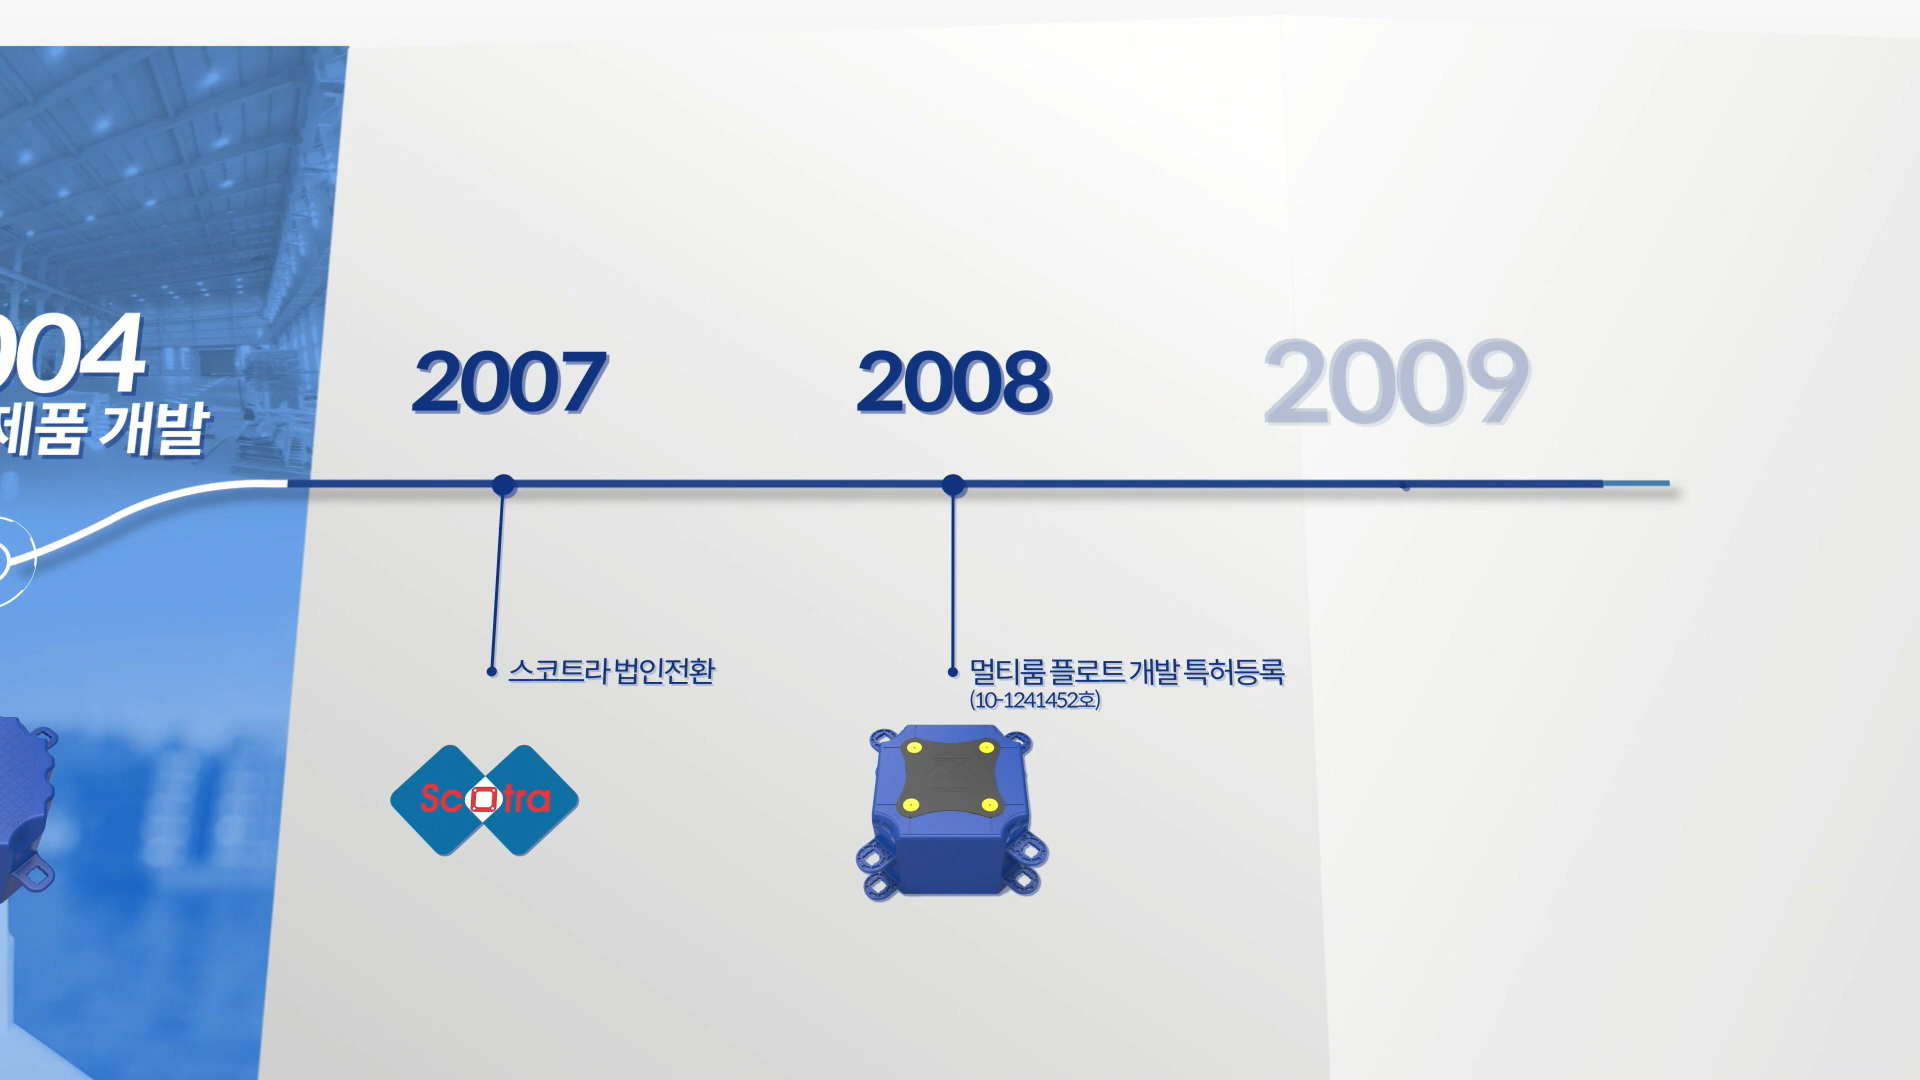 004
제품 개발
2007
2008
2009
스코트라 법인전환
멀티룸 플로트 개발 특허등록
(10-1241452호)
Scotra